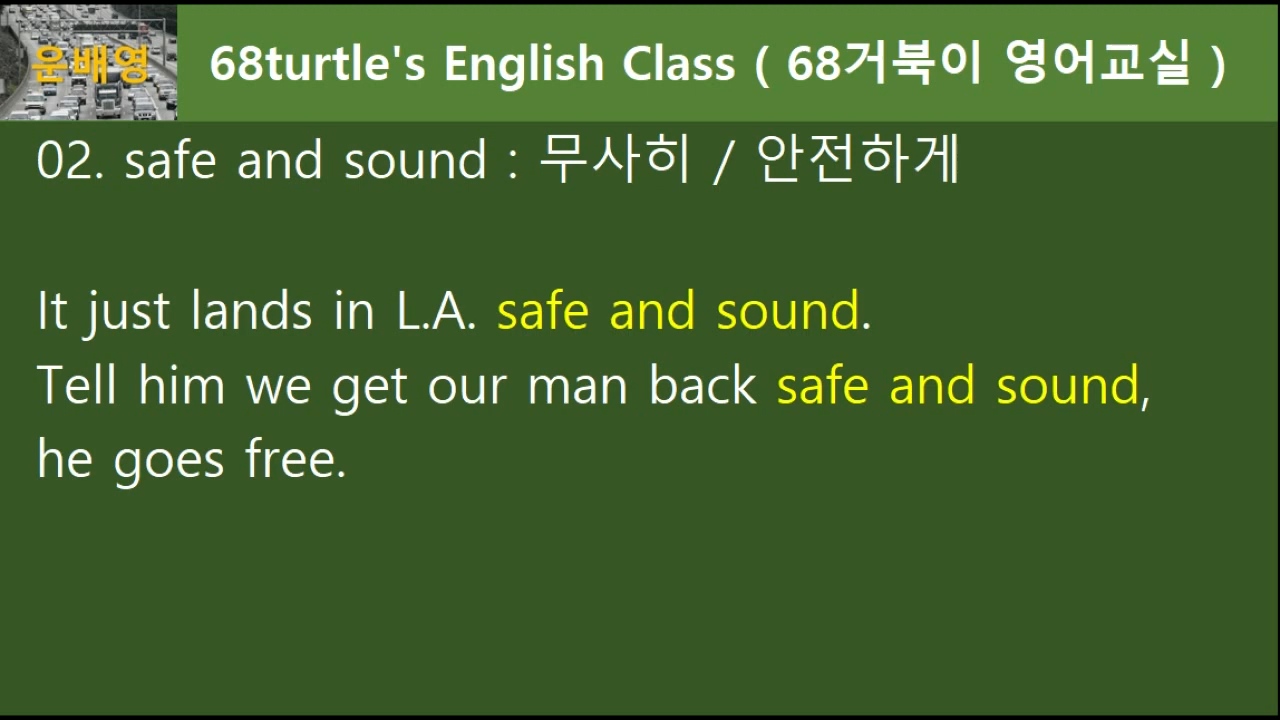 운배영
68turtle's English Class ( 68거북이 영어교실 )
02. safe and sound : 무사히 / 안전하게
It just lands in L.A. safe and sound.
Tell him we get our man back safe and sound,
he goes free.